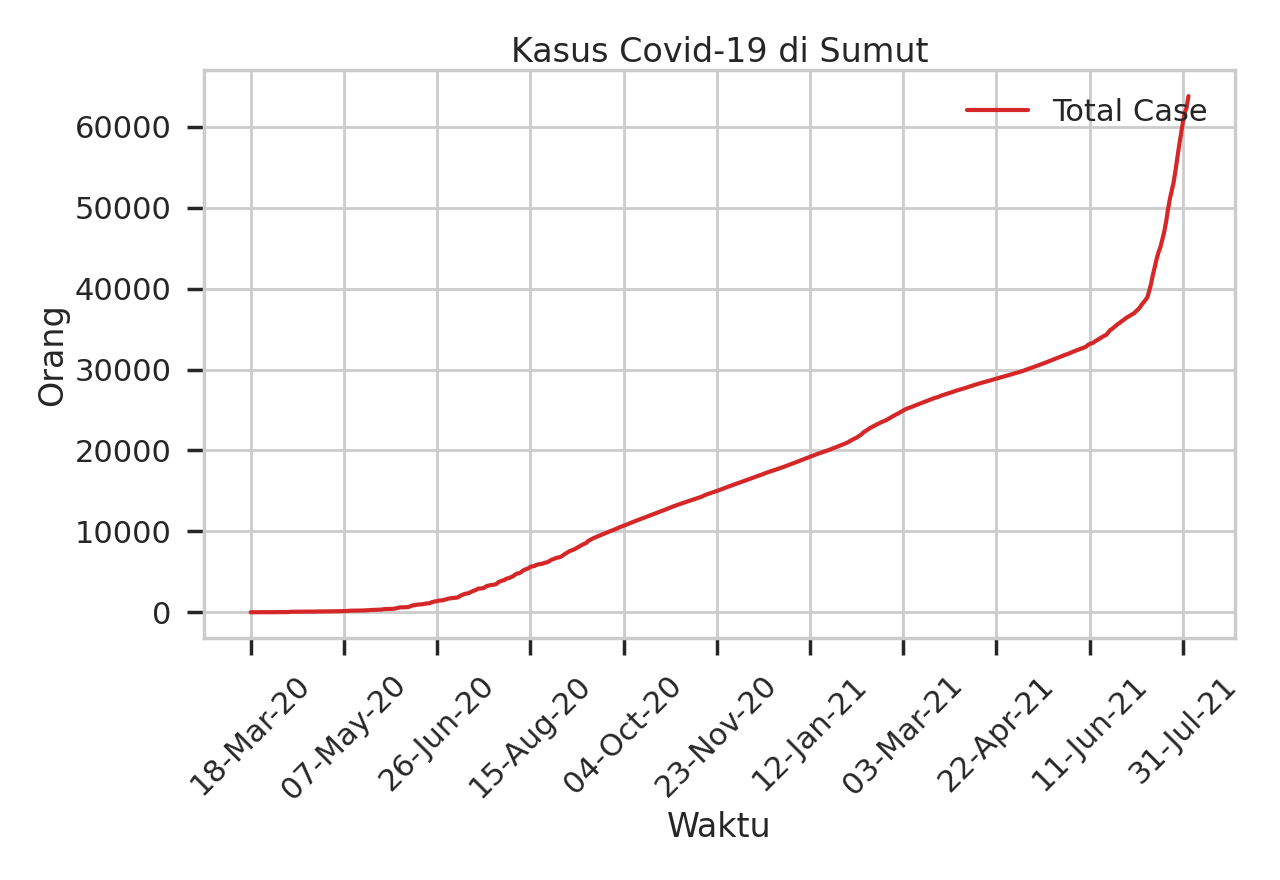 Kasus Covid-19 di Sumut
Total Case
Orang
60000
50000
40000
30000
20000
10000
0
18-Mar-20
07-May-20
26-Jun-20
15-Aug-20
04-Oct-20
23-Nov-20
12-Jan-21
03-Mar-21
22-Apr-21
11-Jun-21
31-Jul-21
Waktu